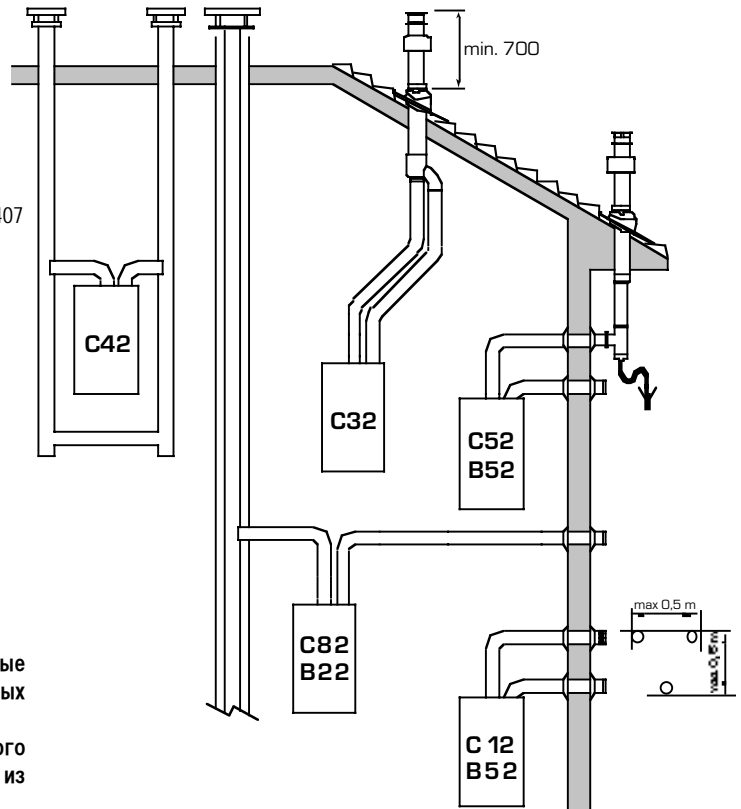 min. 700
407
C42
C32
C52
B52
C82
B22
max 0,5 m
max 0,5 m
C 12
B52
ые
ых
ого
из